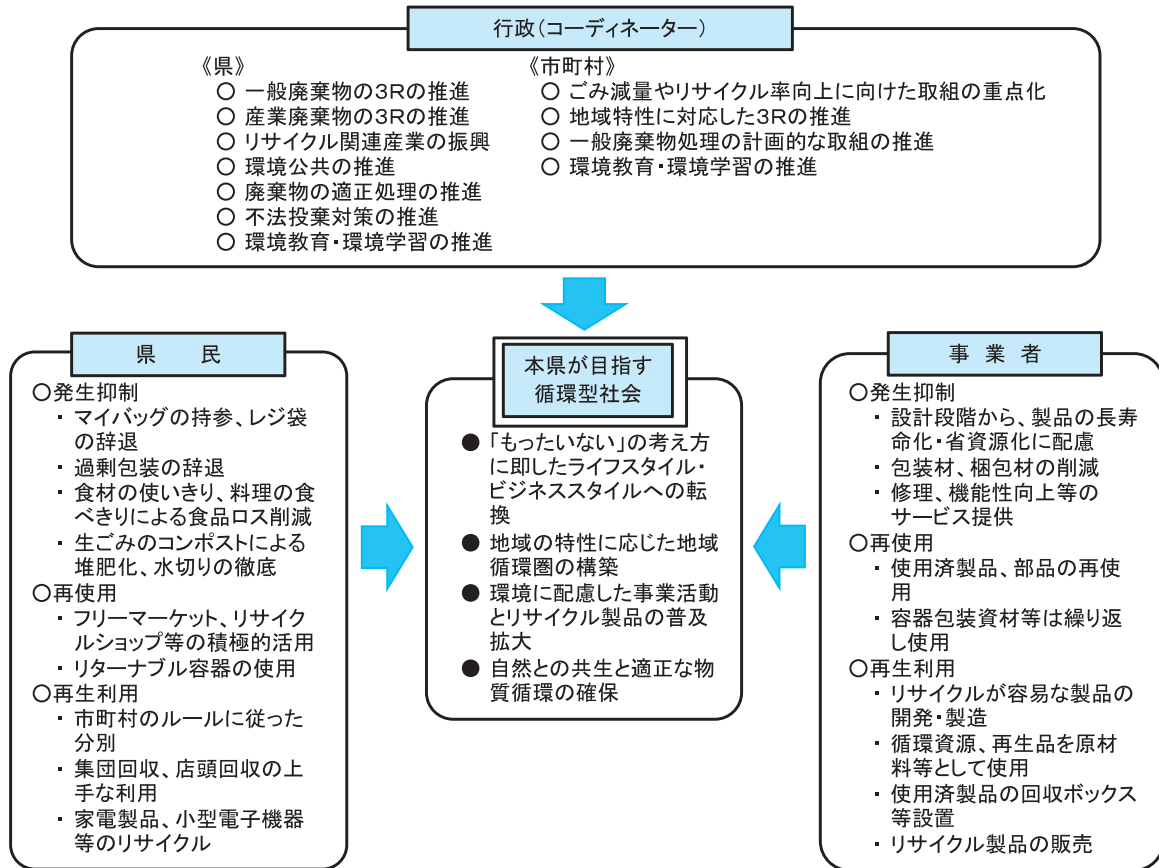 行政(コーディネーター)
《県》
○ 一般廃棄物の3Rの推進
○ 産業廃棄物の3Rの推進
○ リサイクル関連産業の振興
○ 環境公共の推進
○ 廃棄物の適正処理の推進
○ 不法投棄対策の推進
○ 環境教育・環境学習の推進
《市町村》
○ ごみ減量やリサイクル率向上に向けた取組の重点化
○ 地域特性に対応した3Rの推進
○ 一般廃棄物処理の計画的な取組の推進
○ 環境教育・環境学習の推進
県 民
○発生抑制
・ マイバッグの持参、レジ袋
の辞退
・ 過剰包装の辞退
・ 食材の使いきり、料理の食
べきりによる食品ロス削減
・ 生ごみのコンポストによる
堆肥化、水切りの徹底
○再使用
・ フリーマーケット、リサイク
ルショップ等の積極的活用
・ リターナブル容器の使用
○再生利用
・ 市町村のルールに従った
分別
・ 集団回収、店頭回収の上
手な利用
・ 家電製品、小型電子機器
等のリサイクル
本県が目指す
循環型社会
● 「もったいない」の考え方
に即したライフスタイル・
ビジネススタイルへの転
換
● 地域の特性に応じた地域
循環圏の構築
● 環境に配慮した事業活動
とリサイクル製品の普及
拡大
● 自然との共生と適正な物
質循環の確保
事 業 者
○発生抑制
・ 設計段階から、製品の長寿
命化・省資源化に配慮
・ 包装材、梱包材の削減
・ 修理、機能性向上等の
サービス提供
○再使用
・ 使用済製品、部品の再使
用
・ 容器包装資材等は繰り返
し使用
○再生利用
・ リサイクルが容易な製品の
開発・製造
・ 循環資源、再生品を原材
料等として使用
・ 使用済製品の回収ボックス
等設置
・ リサイクル製品の販売